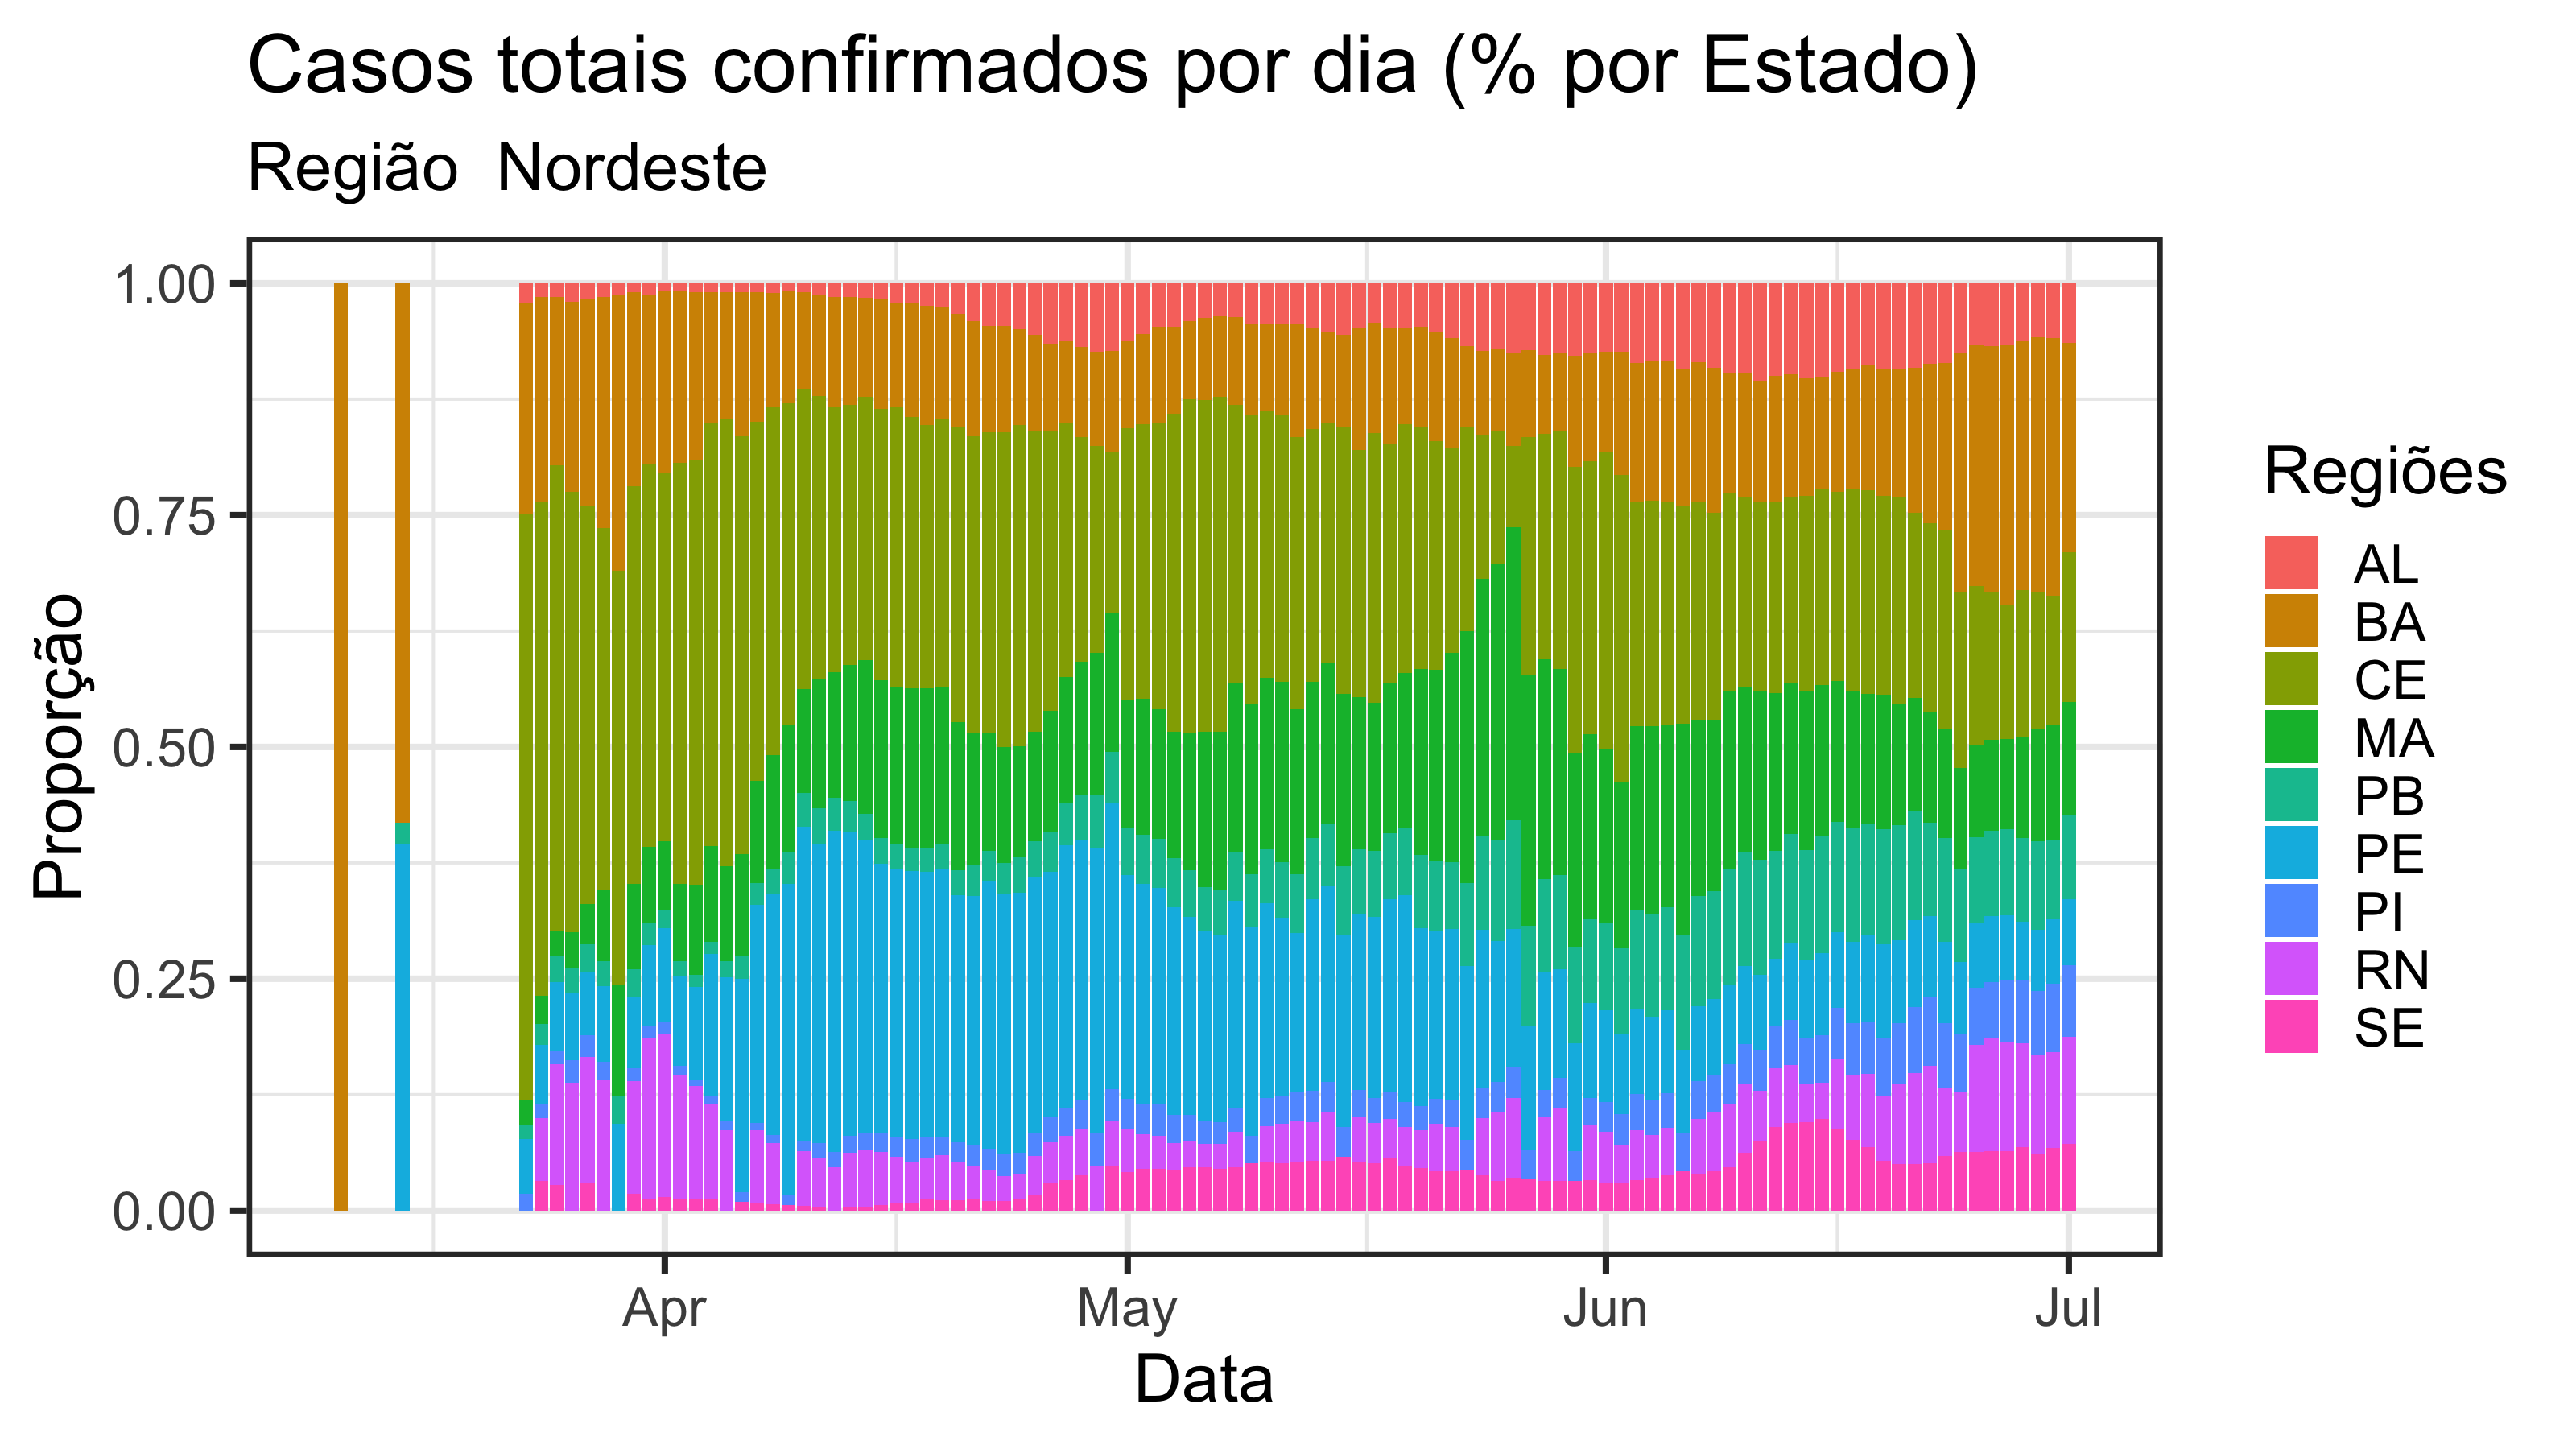 Casos totais confirmados por dia (% por Estado)
Região  Nordeste
1.00
0.75
0.50
0.25
0.00
Proporção
Apr
May
Jun
Jul
Data
Regiões
AL
BA
CE
MA
PB
PE
PI
RN
SE